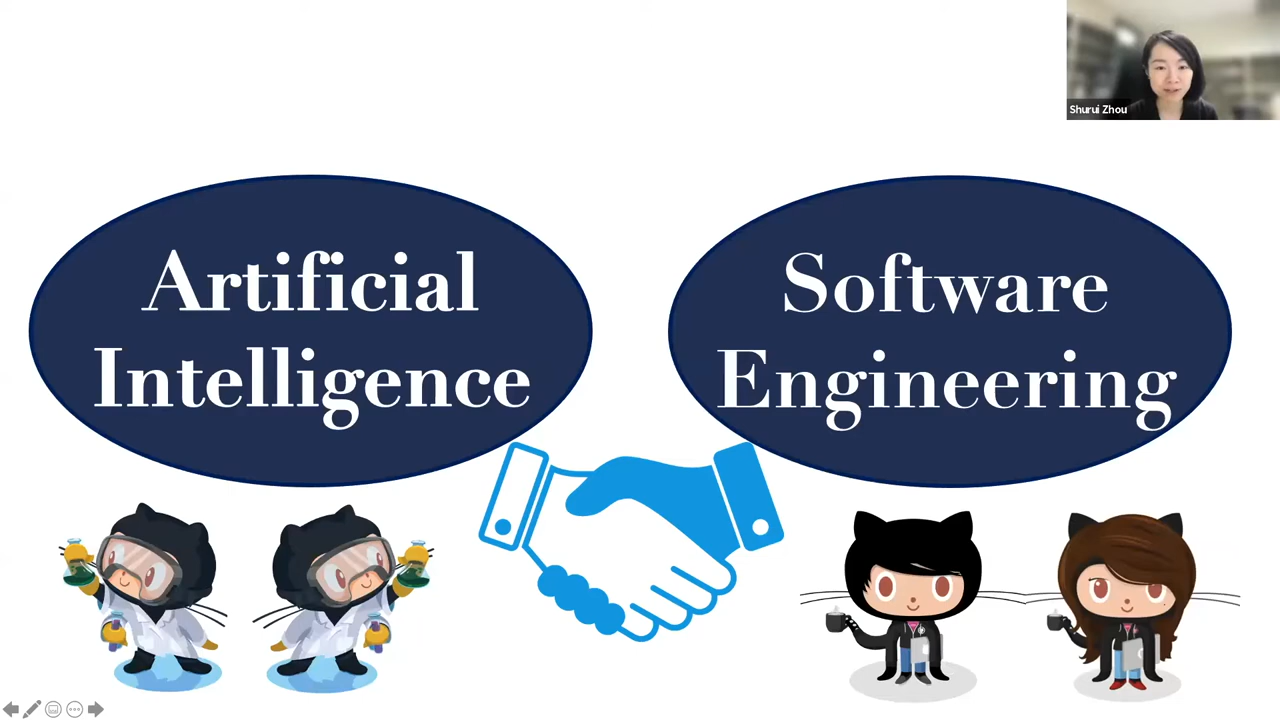 Shurui Zhou
Artificial
Intelligence
Software
Engineering